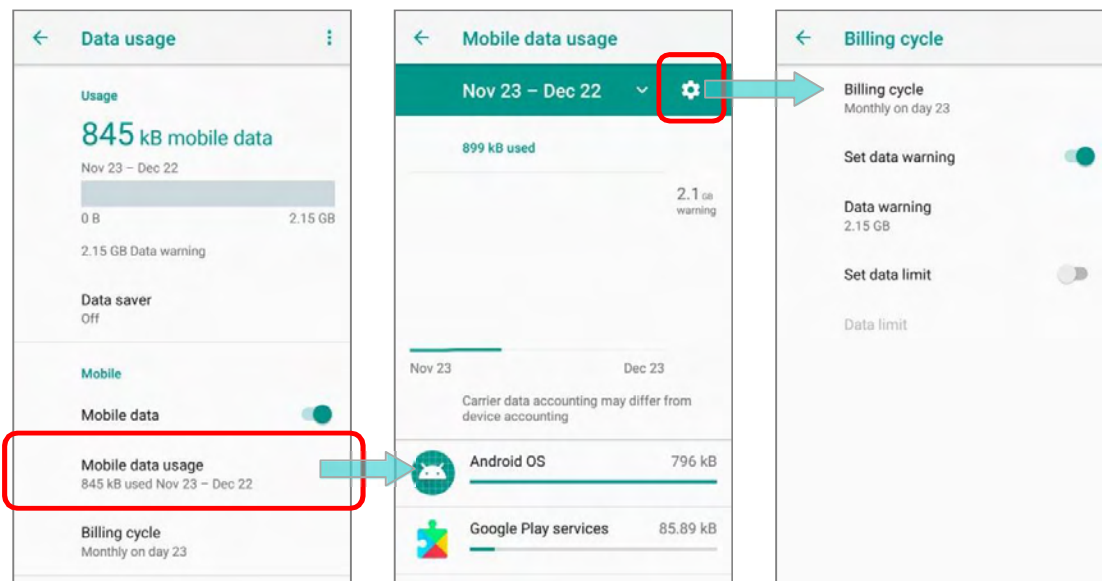 Data usage
Usage
845 kB mobile data
Nov 23 – Dec 22
0 B 2.15 GB
2.15 GB Data warning
Data saver
Off
Mobile
Mobile data
Mobile data usage
845 kB used Nov 23 – Dec 22
Billing cycle
Monthly on day 23
Mobile data usage
Nov 23 – Dec 22
899 kB used
2.1 GB
warning
Nov 23 Dec 23
Carrier data accounting may differ from
device accounting
Android OS 796 kB
Google Play services 85.89 kB
Billing cycle
Billing cycle
Monthly on day 23
Set data warning
Data warning
2.15 GB
Set data limit
Data limit